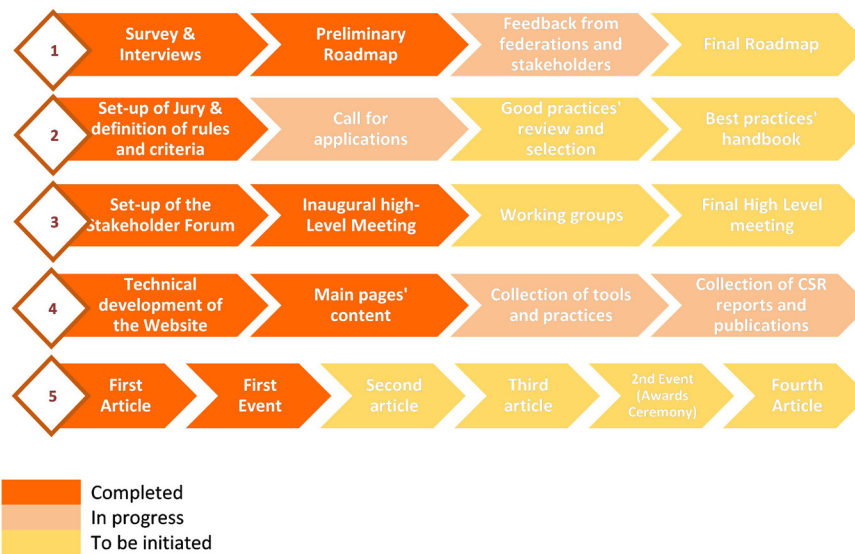 1
Survey &
Interviews
Preliminary
Roadmap
Feedback from
federations and
stakeholders
Final Roadmap
2
Set-up of Jury &
definition of rules
and criteria
Call for
applications
Good practices'
review and
selection
Best practices'
handbook
3
Set-up of the
Stakeholder Forum
Inaugural high-
Level Meeting
Working groups
Final High Level
meeting
4
Technical
development of
the Website
Main pages'
content
Collection of tools
and practices
Collection of CSR
reports and
publications
5
First
Article
First
Event
Second
article
Third
article
2nd Event
(Awards
Ceremony)
Fourth
Article
Completed
In progress
To be initiated